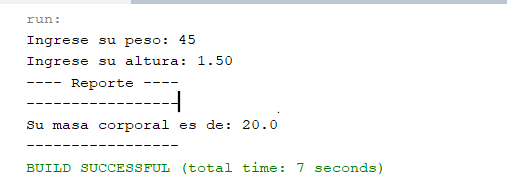 run:
Ingrese su peso: 45
Ingrese su altura: 1.50
---- Reporte ----
-----------------
Su masa corporal es de: 20.0
-----------------
BUILD SUCCESSFUL (total time: 7 seconds)